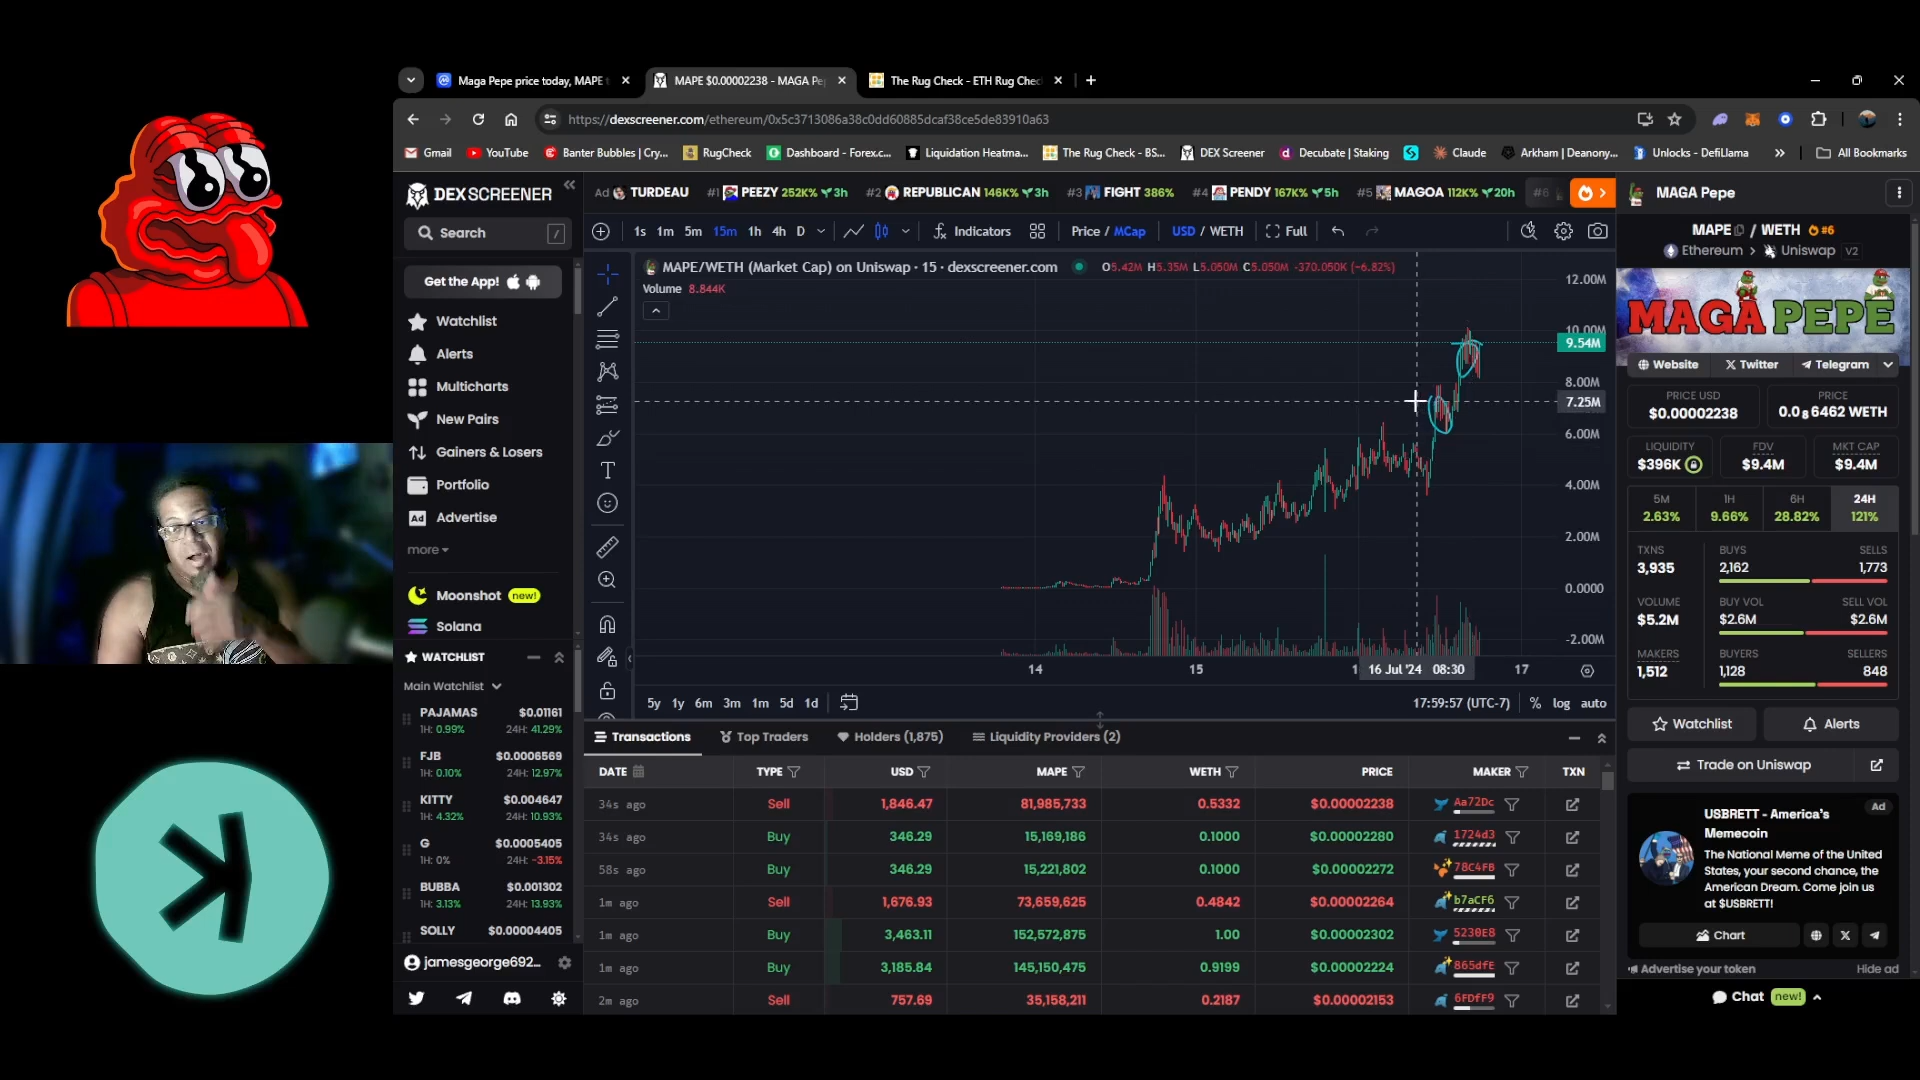 Maga Pepe price today, MAPE t
MAPE $0.00002238 - MAGA Pe
The Rug Check - ETH Rug Chec
https://dexscreener.com/ethereum/0x5c3713086a38c0dd60885dcaf38ce5de83910a63
Gmail
YouTube
Banter Bubbles | Cry...
RugCheck
Dashboard - Forex.c...
Liquidation Heatma...
The Rug Check - BS...
DEX Screener
Decubate | Staking
Claude
Arkham | Deanony...
Unlocks - DefiLlama
All Bookmarks
DEX SCREENER
Search /
Get the App!
Watchlist
Alerts
Multicharts
New Pairs
Gainers & Losers
Portfolio
Ad Advertise
more
Moonshot new!
Solana
WATCHLIST
Main Watchlist
PAJAMAS $0.01161
1H: 0.99% 24H: 41.29%
FJB $0.0006569
1H: 0.10% 24H: 12.97%
KITTY $0.004647
1H: 4.32% 24H: 10.93%
G $0.0005405
1H: 0% 24H: -3.15%
BUBBA $0.001302
1H: 3.13% 24H: 13.93%
SOLLY $0.00004405
jamesgeorge692...
Ad TURDEAU #1 PEEZY 252K% 3h #2 REPUBLICAN 146K% 3h #3 FIGHT 386% #4 PENDY 167K% 5h #5 MAGOA 112K% 20h #6
1s 1m 5m 15m 1h 4h D Indicators Price / MCap USD / WETH Full
MAPE/WETH (Market Cap) on Uniswap · 15 · dexscreener.com O5.42M H5.35M L5.050M C5.050M -370.050K (-6.82%)
Volume 8.844K
12.00M
10.00M
9.54M
8.00M
7.25M
6.00M
4.00M
2.00M
0.0000
-2.00M
14 15 16 Jul '24 08:30 17
5y 1y 6m 3m 1m 5d 1d 17:59:57 (UTC-7) % log auto
Transactions Top Traders Holders (1,875) Liquidity Providers (2)
DATE TYPE USD MAPE WETH PRICE MAKER TXN
34s ago Sell 1,846.47 81,985,733 0.5332 $0.00002238 Aa72Dc
34s ago Buy 346.29 15,169,186 0.1000 $0.00002280 1724d3
58s ago Buy 346.29 15,221,802 0.1000 $0.00002272 78C4FB
1m ago Sell 1,676.93 73,659,625 0.4842 $0.00002264 b7aCF6
1m ago Buy 3,463.11 152,572,875 1.00 $0.00002302 5230E8
1m ago Buy 3,185.84 145,150,475 0.9199 $0.00002224 865dfE
2m ago Sell 757.69 35,158,211 0.2187 $0.00002153 6FDfF9
MAGA Pepe
MAPE / WETH #6
Ethereum > Uniswap V2
MAGA PEPE
Website Twitter Telegram
PRICE USD
$0.00002238
PRICE
0.0₈6462 WETH
LIQUIDITY
$396K
FDV
$9.4M
MKT CAP
$9.4M
5M 1H 6H 24H
2.63% 9.66% 28.82% 121%
TXNS BUYS SELLS
3,935 2,162 1,773
VOLUME BUY VOL SELL VOL
$5.2M $2.6M $2.6M
MAKERS BUYERS SELLERS
1,512 1,128 848
Watchlist Alerts
Trade on Uniswap
Ad
USBRETT - America's
Memecoin
The National Meme of the United
States, your second chance, the
American Dream. Come join us
at $USBRETT!
Chart
Advertise your token Hide ad
Chat new!